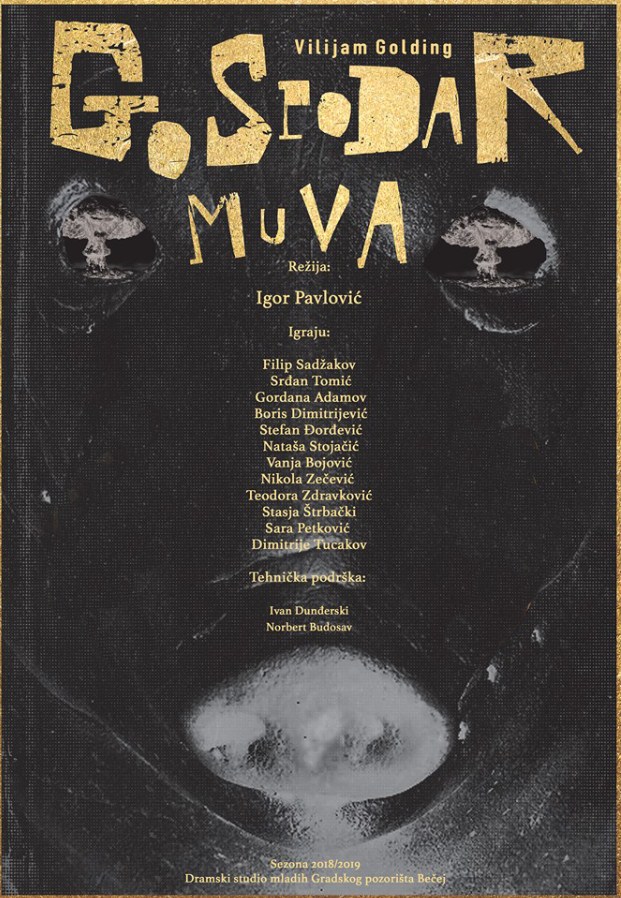 Vilijam Golding
GOSPODAR
MUVA
Režija:
Igor Pavlović
Igraju:
Filip Sadžakov
Srđan Tomić
Gordana Adamov
Boris Dimitrijević
Stefan Đorđević
Nataša Stojačić
Vanja Bojović
Nikola Zečević
Teodora Zdravković
Stasja Štrbački
Sara Petković
Dimitrije Tucakov
Tehnička podrška:
Ivan Dunđerski
Norbert Budosav
Sezona 2018/2019
Dramski studio mladih Gradskog pozorišta Bečej